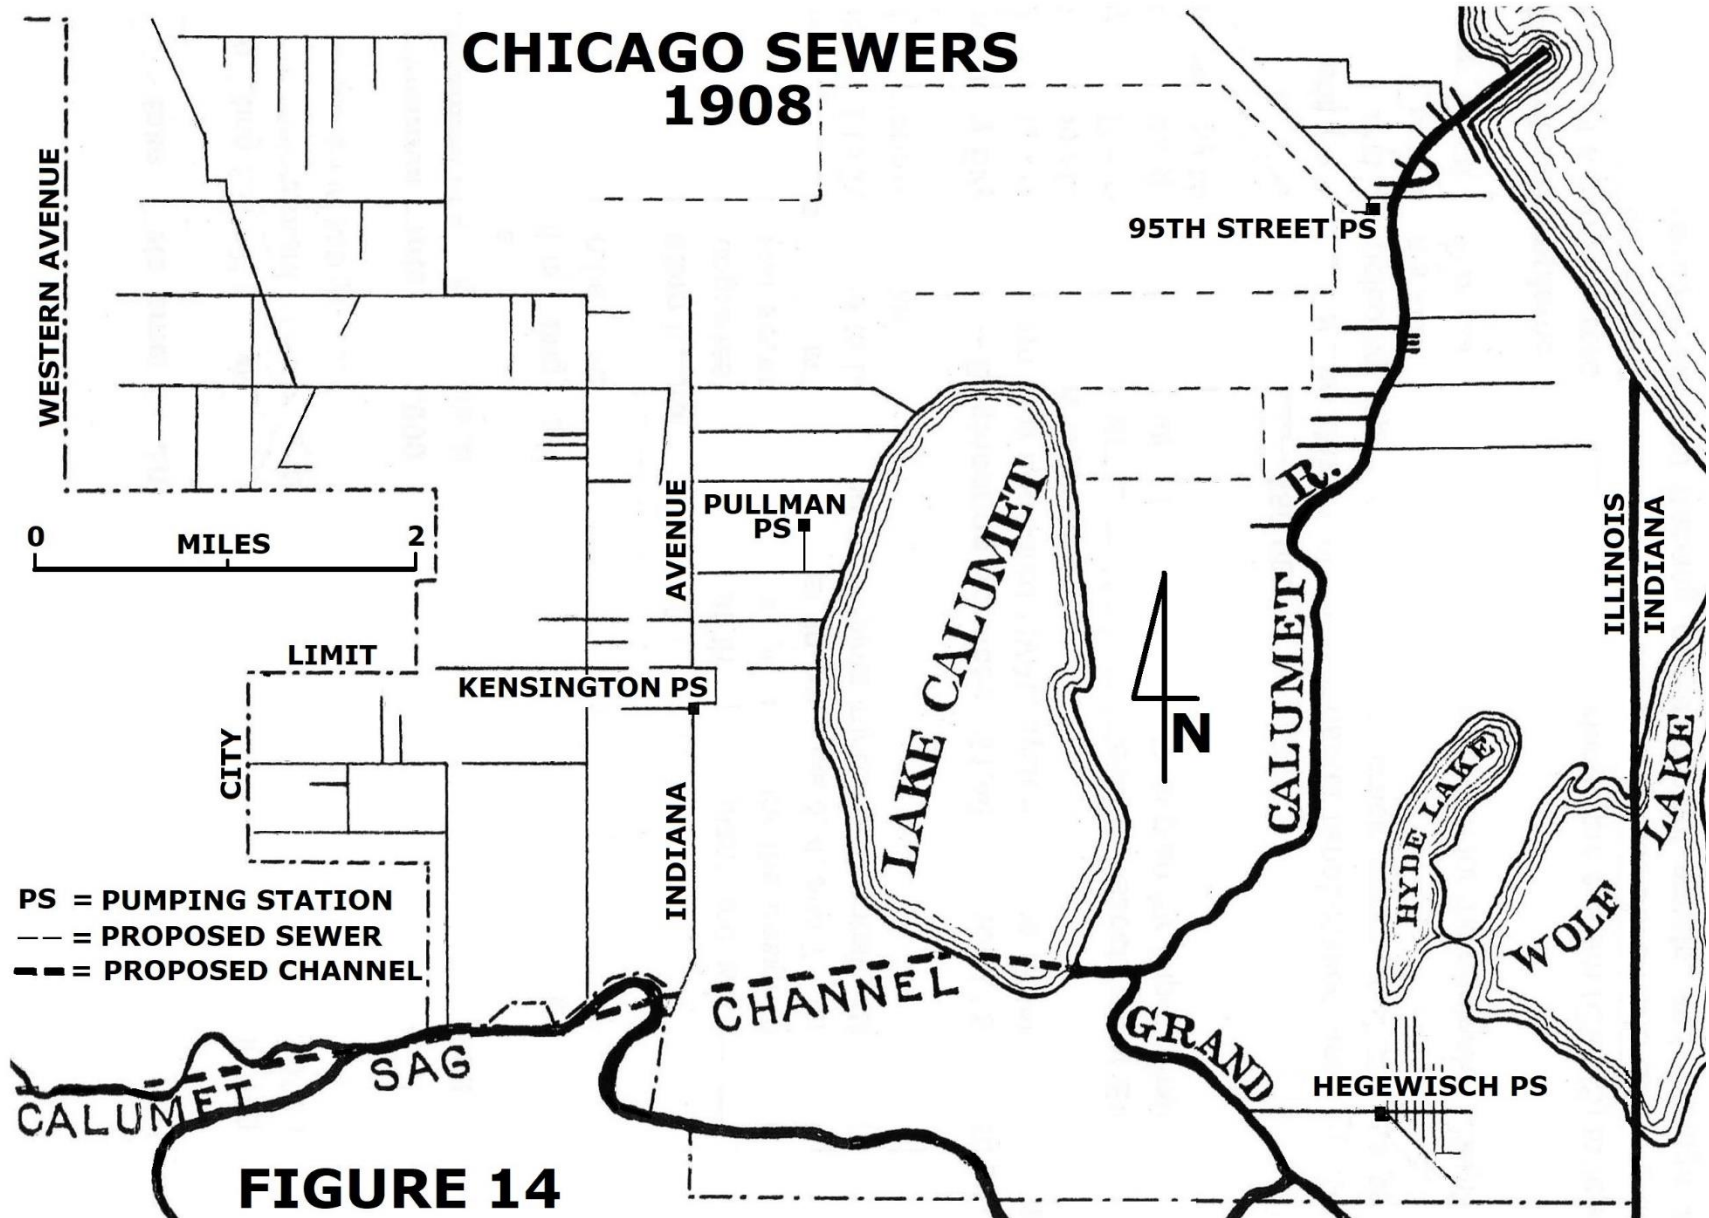 CHICAGO SEWERS
1908
WESTERN AVENUE
95TH STREET PS
0 MILES 2
PULLMAN
PS
INDIANA AVENUE
LAKE CALUMET
CALUMET R.
ILLINOIS
INDIANA
CITY LIMIT
KENSINGTON PS
N
HYDE LAKE
WOLF LAKE
PS = PUMPING STATION
-- = PROPOSED SEWER
--- = PROPOSED CHANNEL
CALUMET SAG CHANNEL
GRAND
HEGEWISCH PS
FIGURE 14